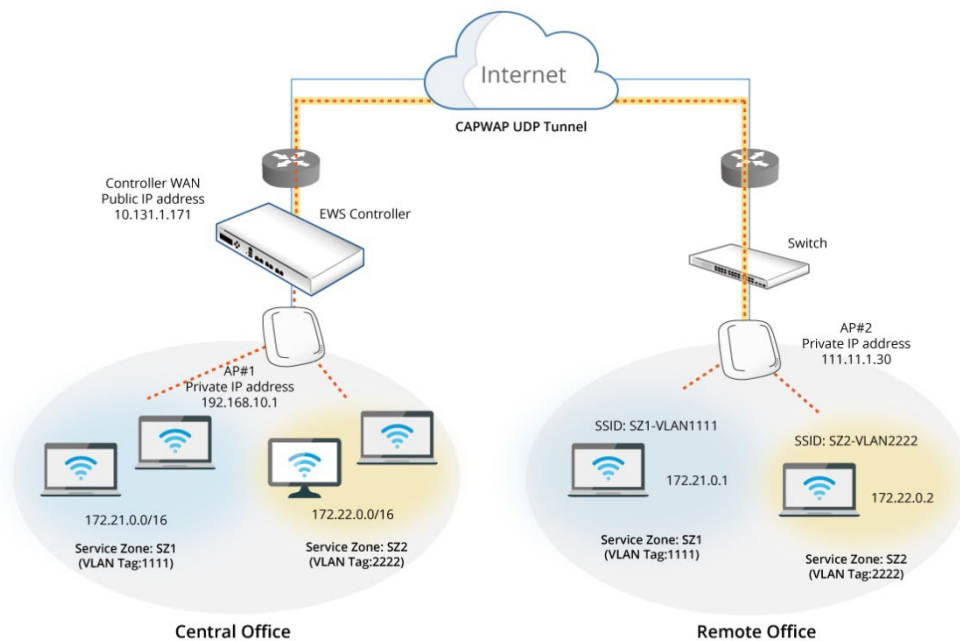 Internet
CAPWAP UDP Tunnel
Controller WAN
Public IP address
10.131.1.171
EWS Controller
Switch
AP#1
Private IP address
192.168.10.1
AP#2
Private IP address
111.11.1.30
172.21.0.0/16
Service Zone: SZ1
(VLAN Tag:1111)
172.22.0.0/16
Service Zone: SZ2
(VLAN Tag:2222)
SSID: SZ1-VLAN1111
172.21.0.1
Service Zone: SZ1
(VLAN Tag:1111)
SSID: SZ2-VLAN2222
172.22.0.2
Service Zone: SZ2
(VLAN Tag:2222)
Central Office
Remote Office